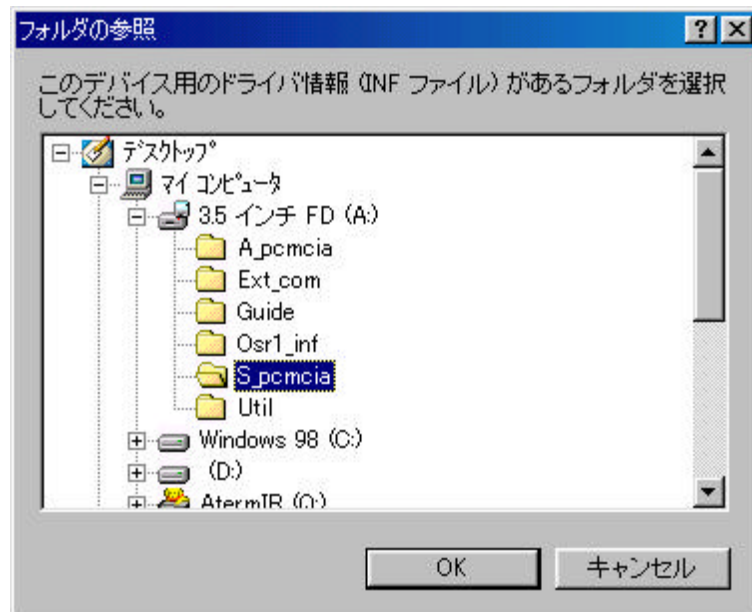 フォルダの参照
このデバイス用のドライバ情報 (INF ファイル) があるフォルダを選択
してください。
デスクトップ
マイ コンピュータ
3.5 インチ FD (A:)
A_pcmcia
Ext_com
Guide
Osr1_inf
S_pcmcia
Util
Windows 98 (C:)
(D:)
AtermIR (Q:)
OK
キャンセル